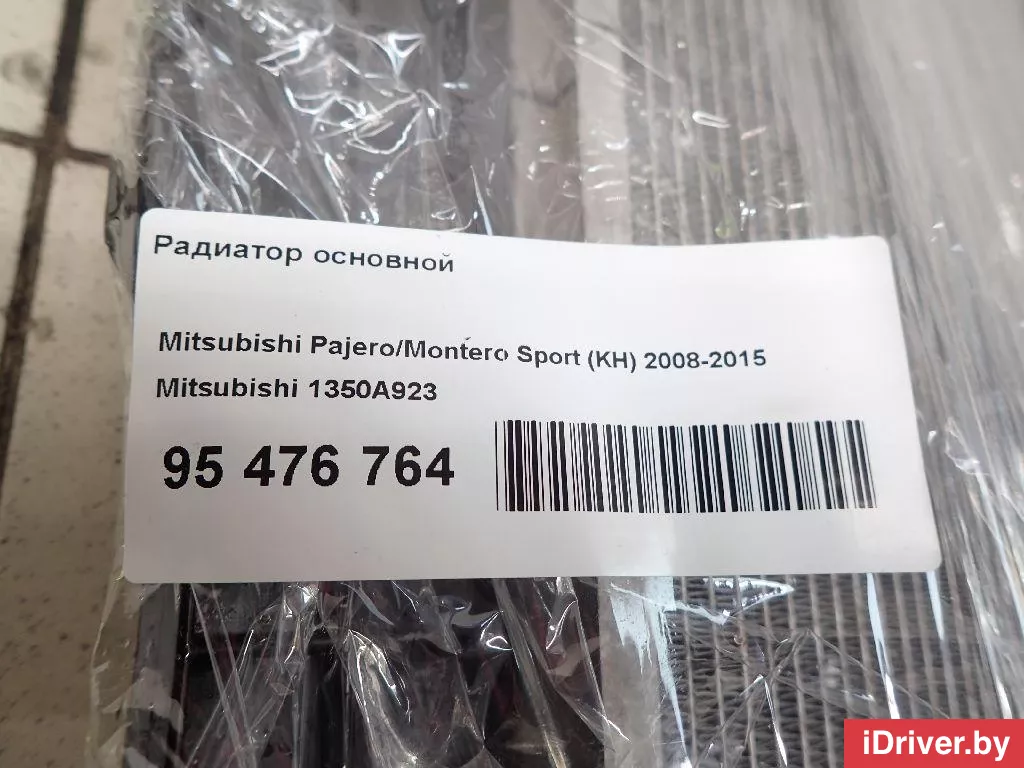 Радиатор основной
Mitsubishi Pajero/Montero Sport (KH) 2008-2015
Mitsubishi 1350A923
95 476 764
iDriver.by